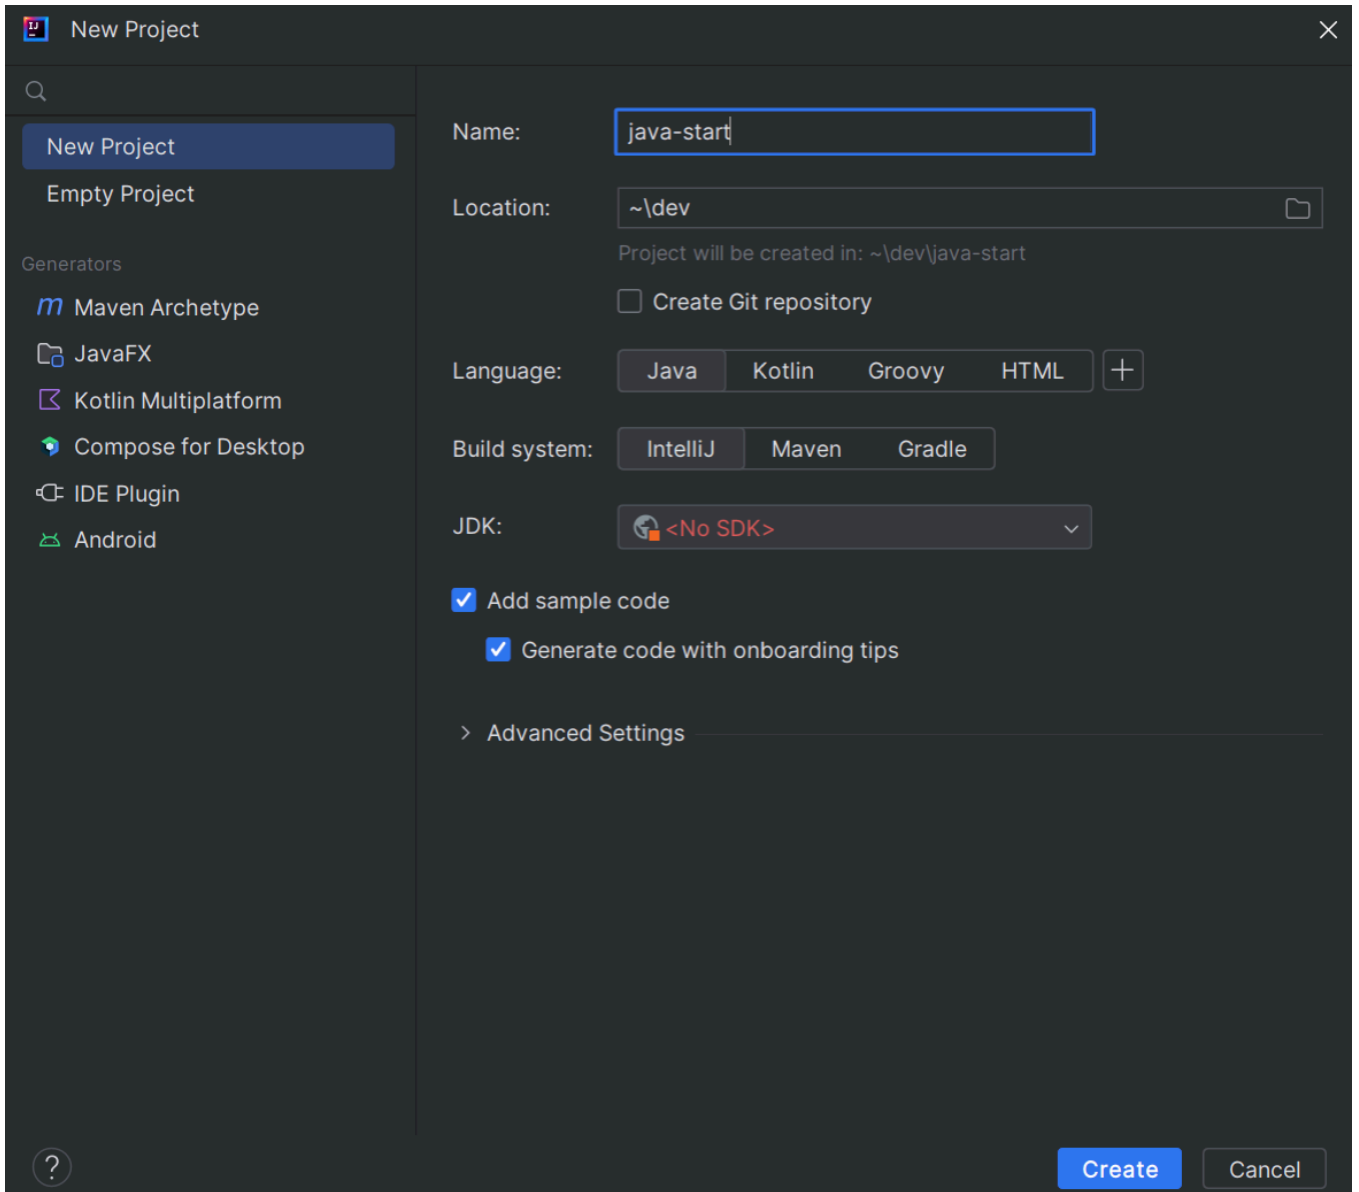 New Project
New Project
Empty Project
Generators
Maven Archetype
JavaFX
Kotlin Multiplatform
Compose for Desktop
IDE Plugin
Android
Name: java-start
Location: ~\dev
Project will be created in: ~\dev\java-start
Create Git repository
Language: Java Kotlin Groovy HTML +
Build system: IntelliJ Maven Gradle
JDK: <No SDK>
Add sample code
Generate code with onboarding tips
Advanced Settings
? Create Cancel